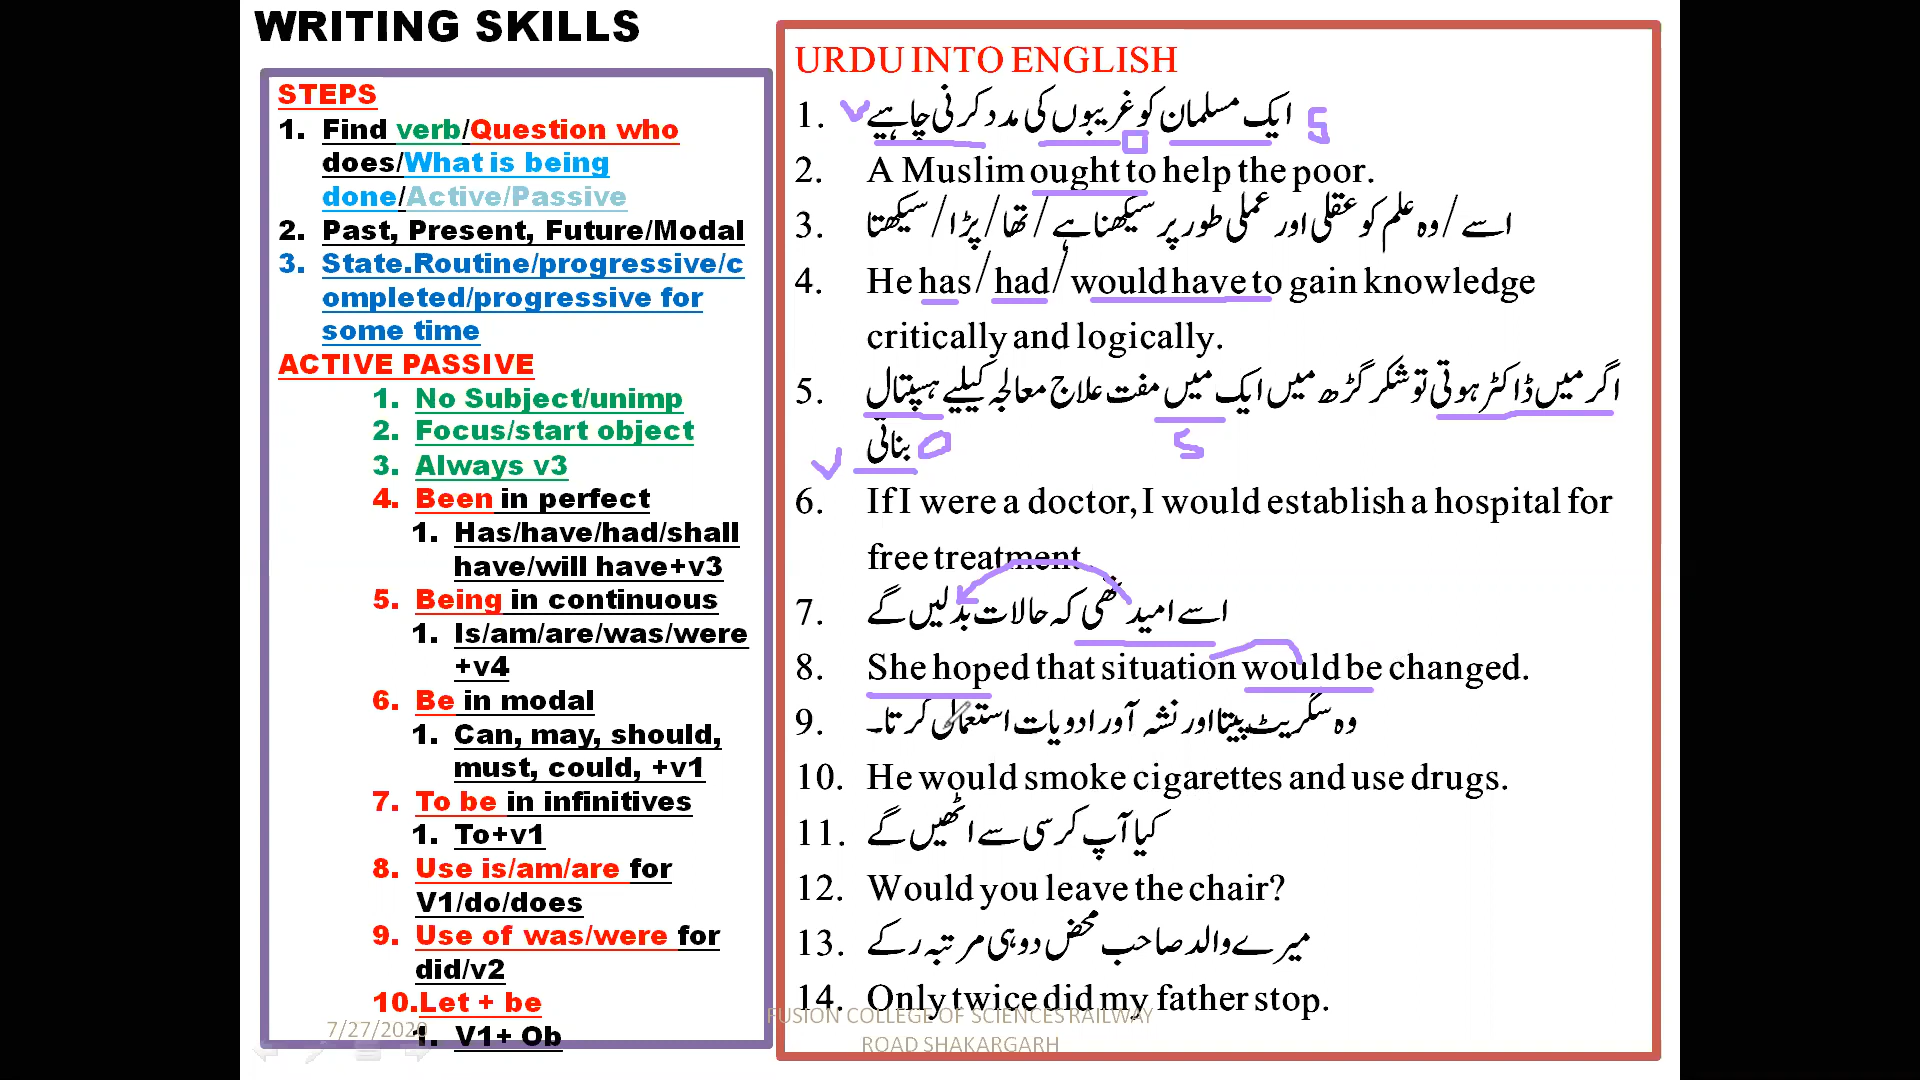 WRITING SKILLS
STEPS
1. Find verb/Question who
does/What is being
done/Active/Passive
2. Past, Present, Future/Modal
3. State.Routine/progressive/c
ompleted/progressive for
some time
ACTIVE PASSIVE
1. No Subject/unimp
2. Focus/start object
3. Always v3
4. Been in perfect
1. Has/have/had/shall
have/will have+v3
5. Being in continuous
1. Is/am/are/was/were
+v4
6. Be in modal
1. Can, may, should,
must, could, +v1
7. To be in infinitives
1. To+v1
8. Use is/am/are for
V1/do/does
9. Use of was/were for
did/v2
10.Let + be
1. V1+ Ob
7/27/2020
URDU INTO ENGLISH
1. ایک مسلمان کو غریبوں کی مدد کرنی چاہیے
V S
2. A Muslim ought to help the poor.
3. اسے/وہ علم کو عقلی اور عملی طور پر سیکھنا ہے/تھا/پڑا/سیکھتا
4. He has/had/would have to gain knowledge
critically and logically.
5. اگر میں ڈاکٹر ہوتی تو شکر گڑھ میں ایک میں مفت علاج معالجہ کیلیے ہسپتال
بنانی
V O S
6. If I were a doctor, I would establish a hospital for
free treatment.
7. اسے امید تھی کہ حالات بدلیں گے
8. She hoped that situation would be changed.
9. وہ سگریٹ پیتا اور نشہ آور ادویات استعمال کرتا۔
10. He would smoke cigarettes and use drugs.
11. کیا آپ کرسی سے اٹھیں گے
12. Would you leave the chair?
13. میرے والد صاحب محض دو ہی مرتبہ رکے
14. Only twice did my father stop.
FUSION COLLEGE OF SCIENCES RAILWAY
ROAD SHAKARGARH